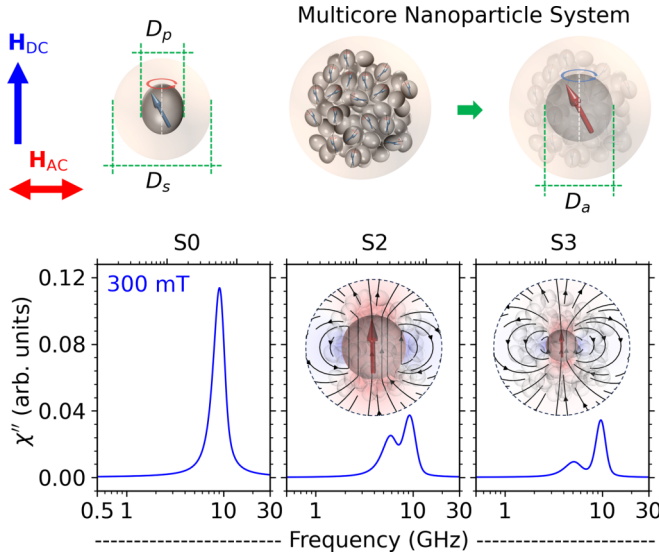 Multicore Nanoparticle System
H_DC
H_AC
D_p
D_s
D_a
S0
S2
S3
300 mT
χ″ (arb. units)
0.12
0.08
0.04
0.00
0.5 1 10 30
1 10 30
1 10 30
Frequency (GHz)